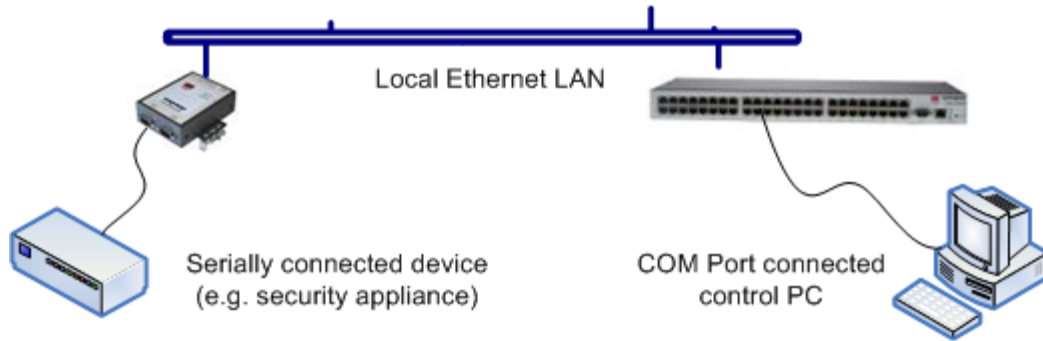 Local Ethernet LAN
Serially connected device
(e.g. security appliance)
COM Port connected
control PC